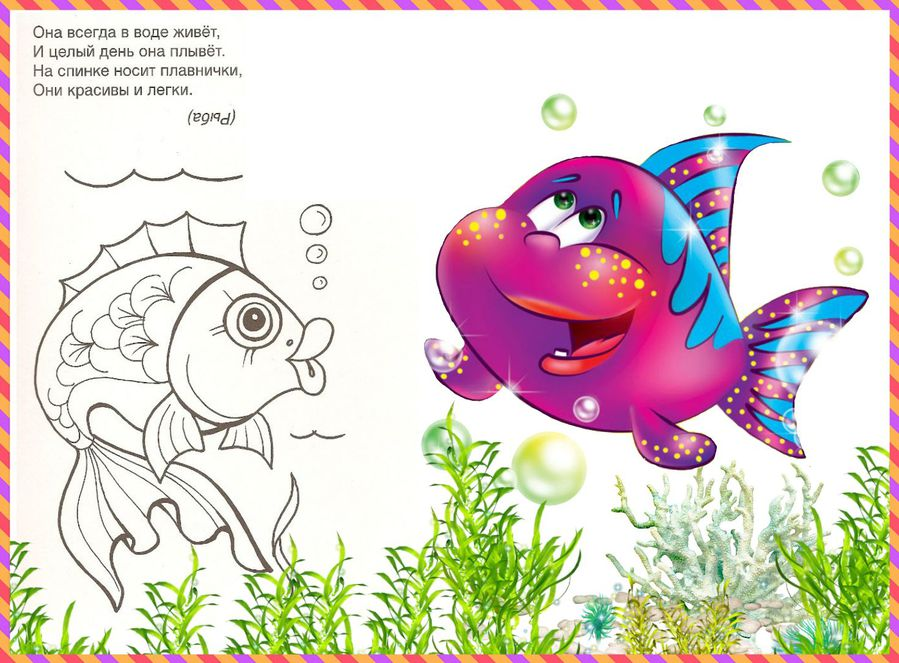 Она всегда в воде живёт,
И целый день она плывёт.
На спинке носит плавнички,
Они красивы и легки.
(Рыба)